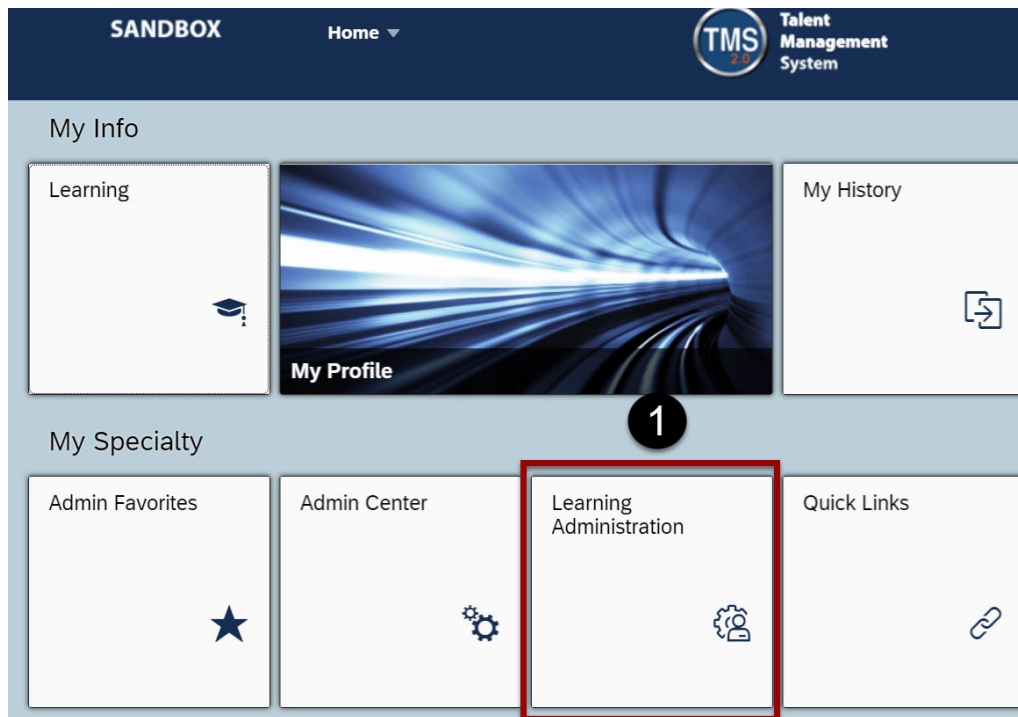 SANDBOX
Home
TMS
2.0
Talent
Management
System
My Info
Learning
My Profile
My History
1
My Specialty
Admin Favorites
Admin Center
Learning
Administration
Quick Links